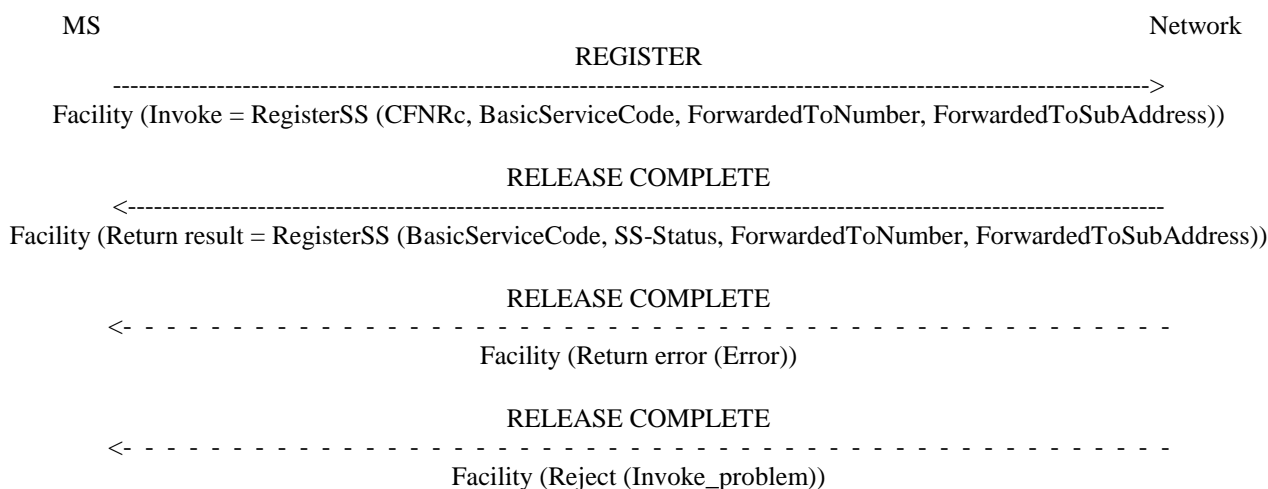 MS Network
REGISTER
------------------------------------------------------------------------------------------------------------------------>
Facility (Invoke = RegisterSS (CFNRc, BasicServiceCode, ForwardedToNumber, ForwardedToSubAddress))
RELEASE COMPLETE
<------------------------------------------------------------------------------------------------------------------------
Facility (Return result = RegisterSS (BasicServiceCode, SS-Status, ForwardedToNumber, ForwardedToSubAddress))
RELEASE COMPLETE
<- - - - - - - - - - - - - - - - - - - - - - - - - - - - - - - - - - - - - - - - - - - - - - - -
Facility (Return error (Error))
RELEASE COMPLETE
<- - - - - - - - - - - - - - - - - - - - - - - - - - - - - - - - - - - - - - - - - - - - - - - -
Facility (Reject (Invoke_problem))